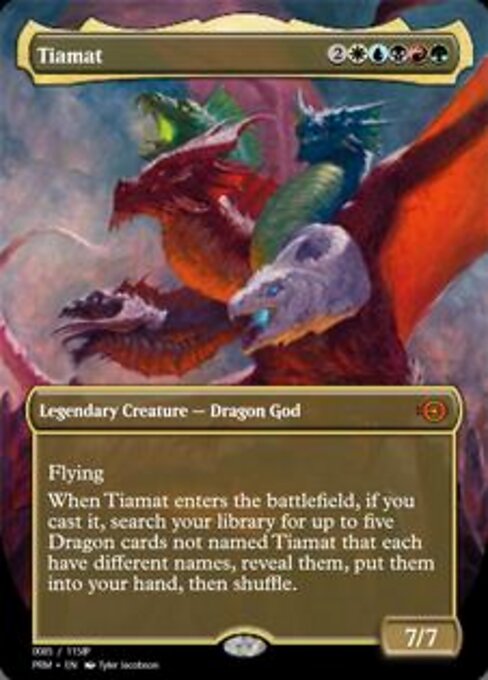 Tiamat 2
Legendary Creature — Dragon God
Flying
When Tiamat enters the battlefield, if you
cast it, search your library for up to five
Dragon cards not named Tiamat that each
have different names, reveal them, put them
into your hand, then shuffle.
7/7
PRM • EN Tyler Jacobson